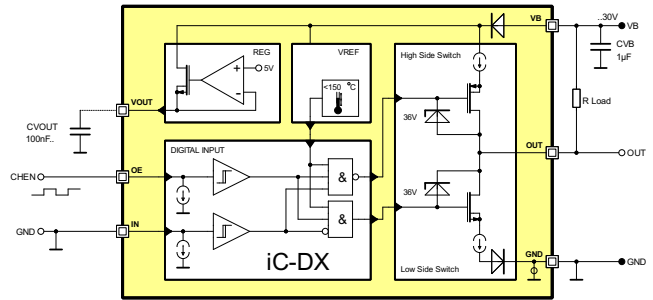 ..30V
VB
VB
REG
VREF
High Side Switch
CVB
1µF
+
5V
-
<150 °C
VOUT
36V
R Load
CVOUT
100nF..
DIGITAL INPUT
OUT
OUT
CHEN
OE
&
36V
&
GND
IN
iC-DX
GND
Low Side Switch
GND